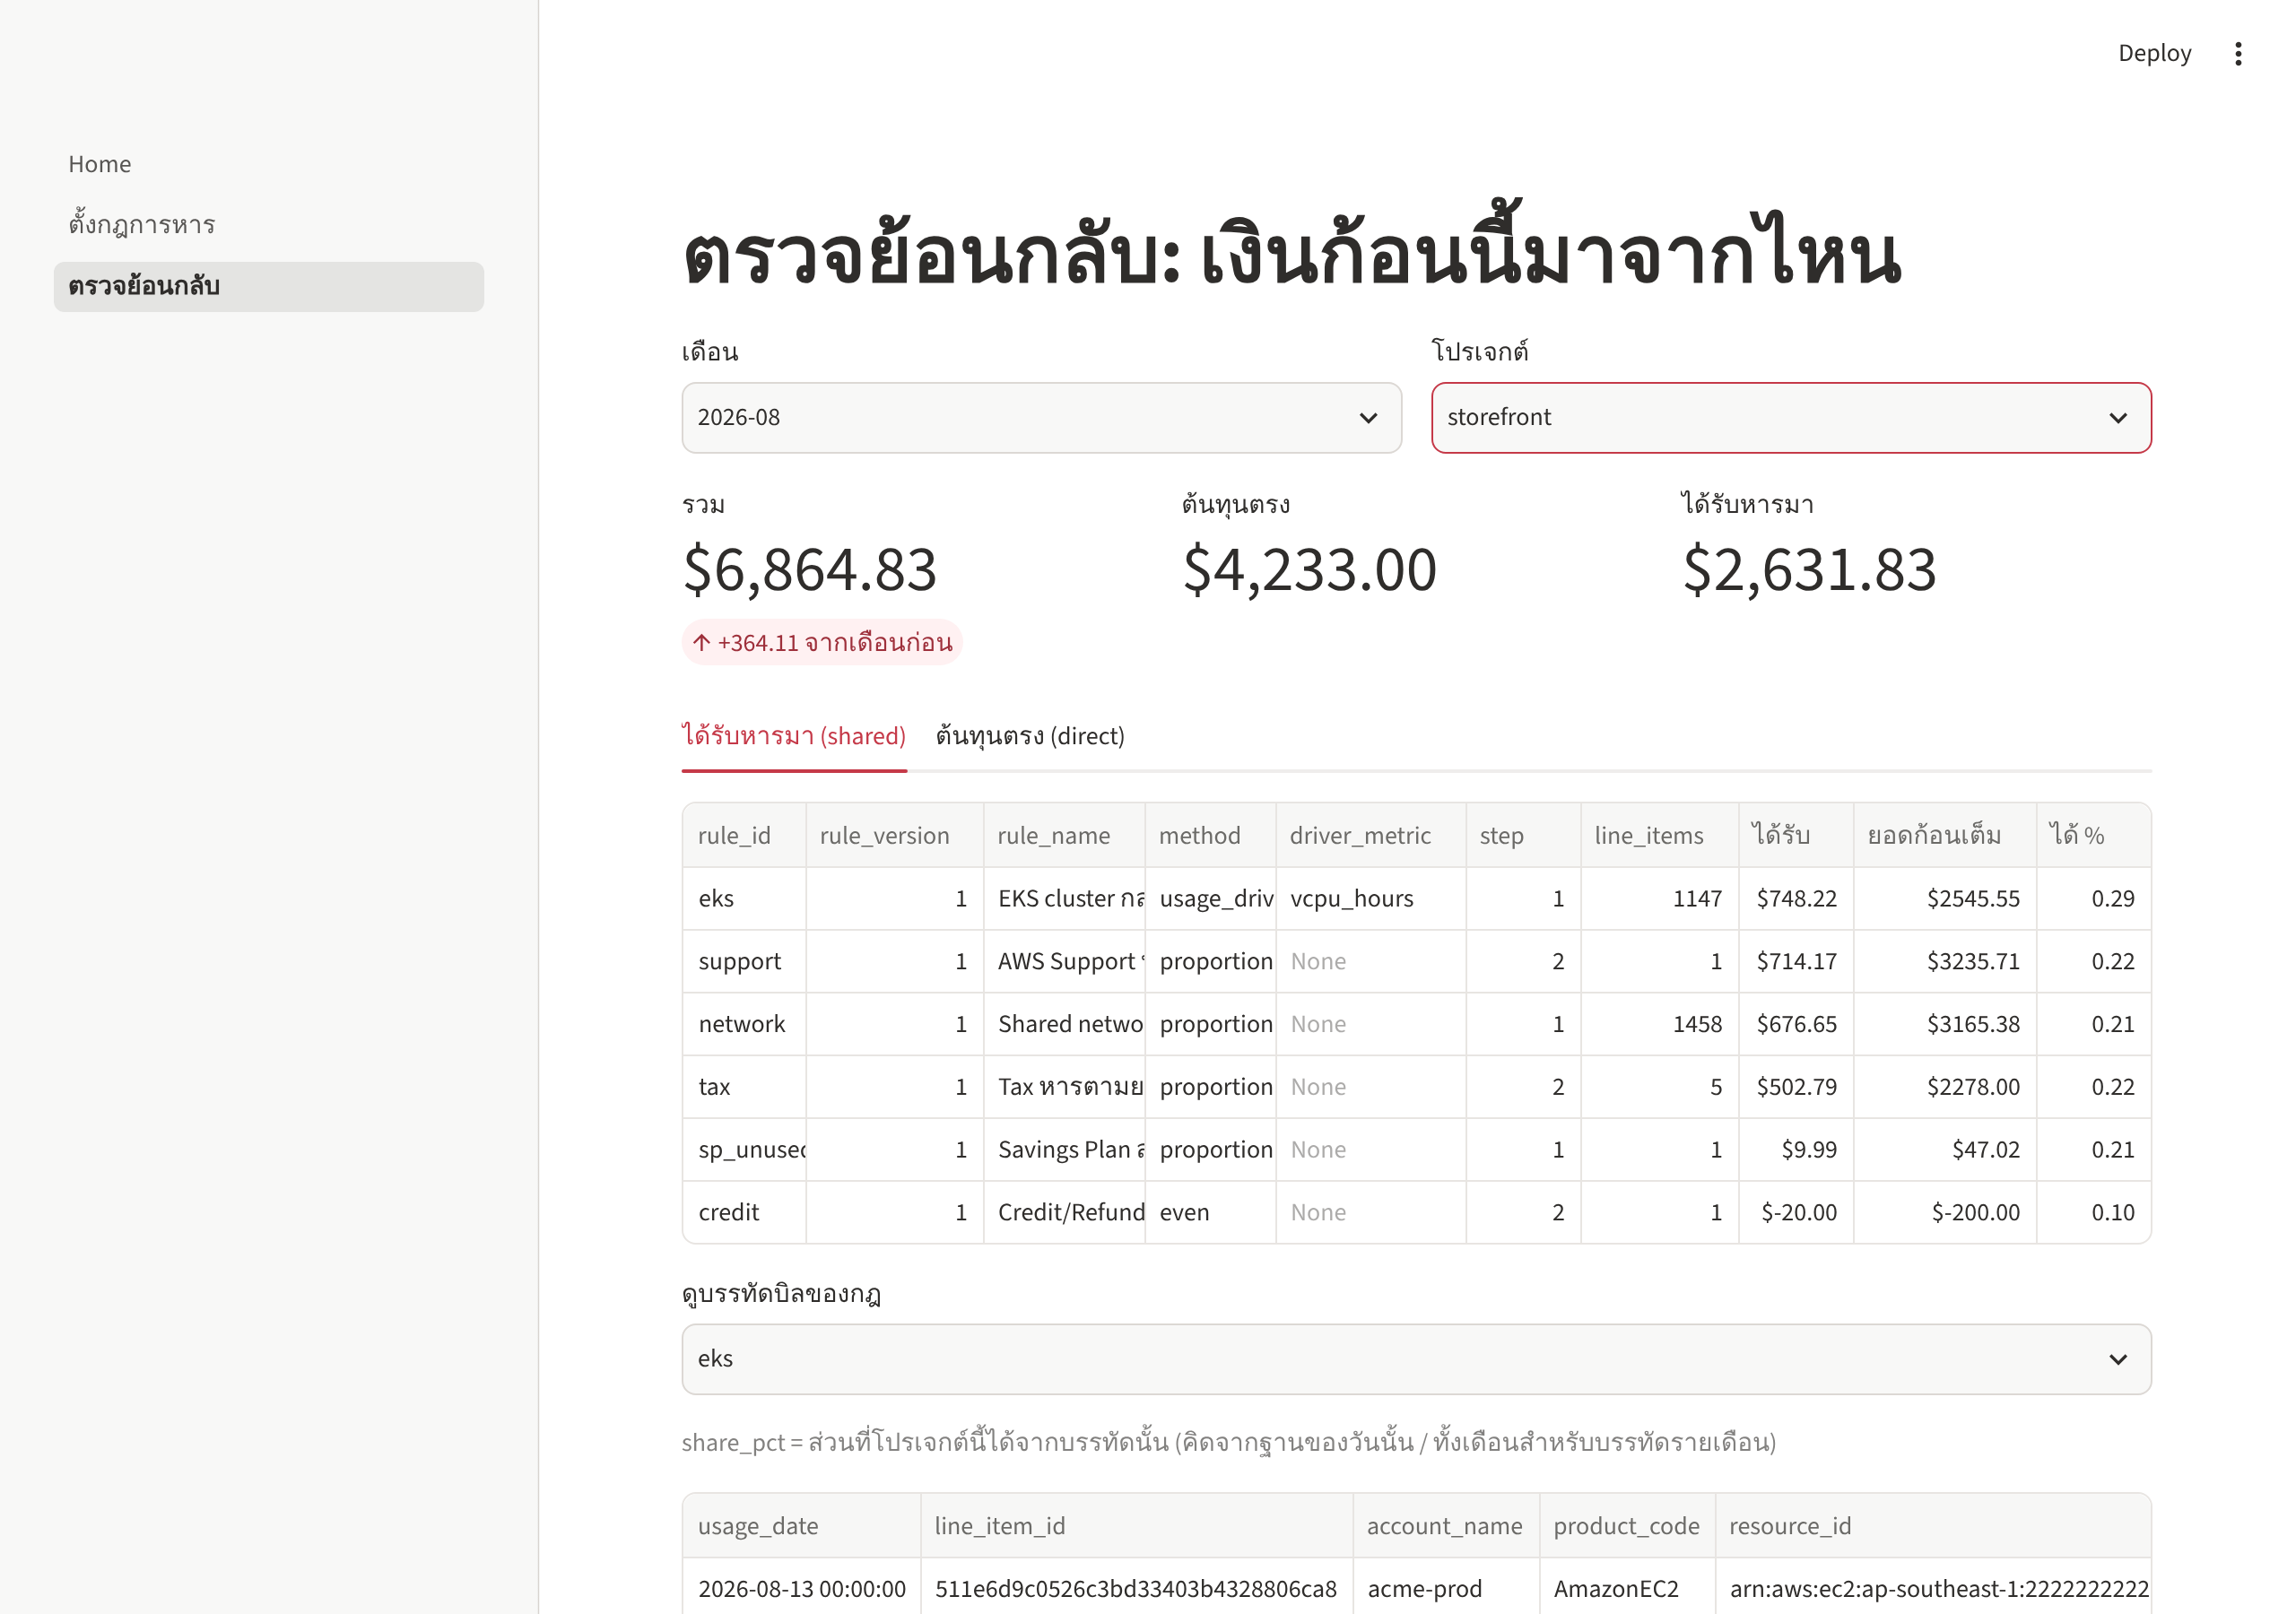 Deploy
Home
ตั้งกฎการหาร
ตรวจย้อนกลับ
ตรวจย้อนกลับ: เงินก้อนนี้มาจากไหน
เดือน โปรเจกต์
2026-08 storefront
รวม ต้นทุนตรง ได้รับหารมา
$6,864.83 $4,233.00 $2,631.83
↑ +364.11 จากเดือนก่อน
ได้รับหารมา (shared) ต้นทุนตรง (direct)
rule_id rule_version rule_name method driver_metric step line_items ได้รับ ยอดก้อนเต็ม ได้ %
eks 1 EKS cluster usage_driv vcpu_hours 1 1147 $748.22 $2545.55 0.29
support 1 AWS Support proportion None 2 1 $714.17 $3235.71 0.22
network 1 Shared netwo proportion None 1 1458 $676.65 $3165.38 0.21
tax 1 Tax หารตามย proportion None 2 5 $502.79 $2278.00 0.22
sp_unused 1 Savings Plan proportion None 1 1 $9.99 $47.02 0.21
credit 1 Credit/Refund even None 2 1 $-20.00 $-200.00 0.10
ดูบรรทัดบิลของกฎ
eks
share_pct = ส่วนที่โปรเจกต์นี้ได้จากบรรทัดนั้น (คิดจากฐานของวันนั้น / ทั้งเดือนสำหรับบรรทัดรายเดือน)
usage_date line_item_id account_name product_code resource_id
2026-08-13 00:00:00 511e6d9c0526c3bd33403b4328806ca8 acme-prod AmazonEC2 arn:aws:ec2:ap-southeast-1:2222222222